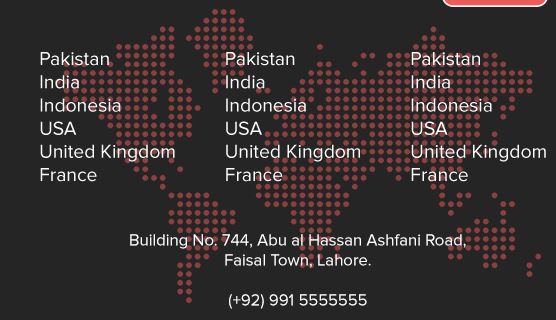 Pakistan Pakistan Pakistan
India India India
Indonesia Indonesia Indonesia
USA USA USA
United Kingdom United Kingdom United Kingdom
France France France
Building No. 744, Abu al Hassan Ashfani Road,
Faisal Town, Lahore.
(+92) 991 5555555